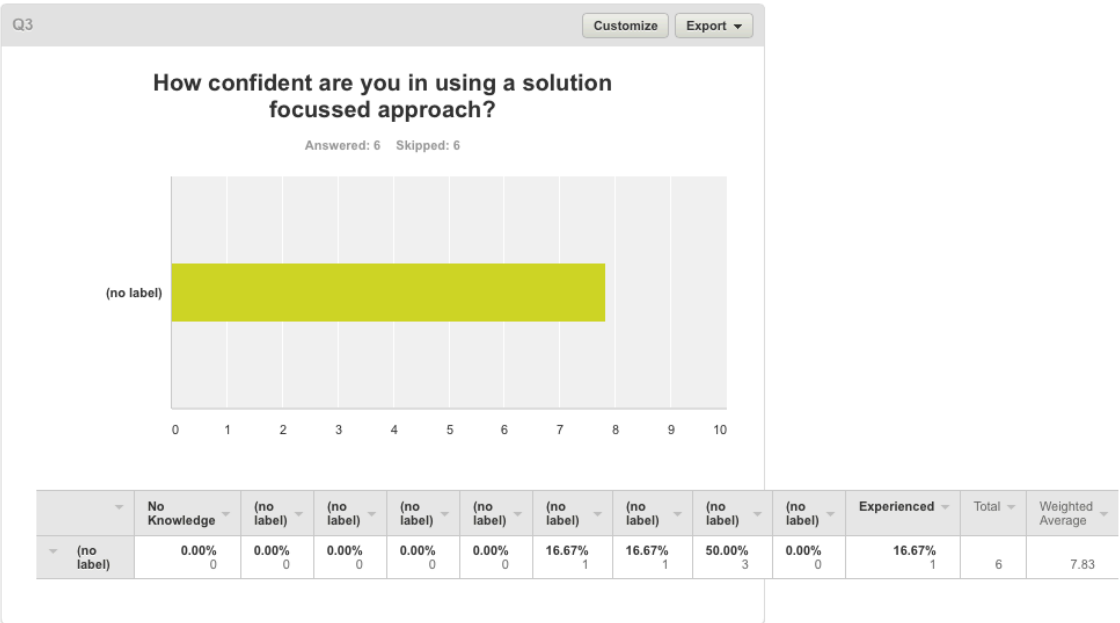 Q3
Customize
Export
How confident are you in using a solution
focussed approach?
Answered: 6 Skipped: 6
(no label)
0 1 2 3 4 5 6 7 8 9 10
No Knowledge (no label) (no label) (no label) (no label) (no label) (no label) (no label) (no label) Experienced Total Weighted Average
(no label) 0.00% 0.00% 0.00% 0.00% 0.00% 16.67% 16.67% 50.00% 0.00% 16.67%
0 0 0 0 0 1 1 3 0 1 6 7.83